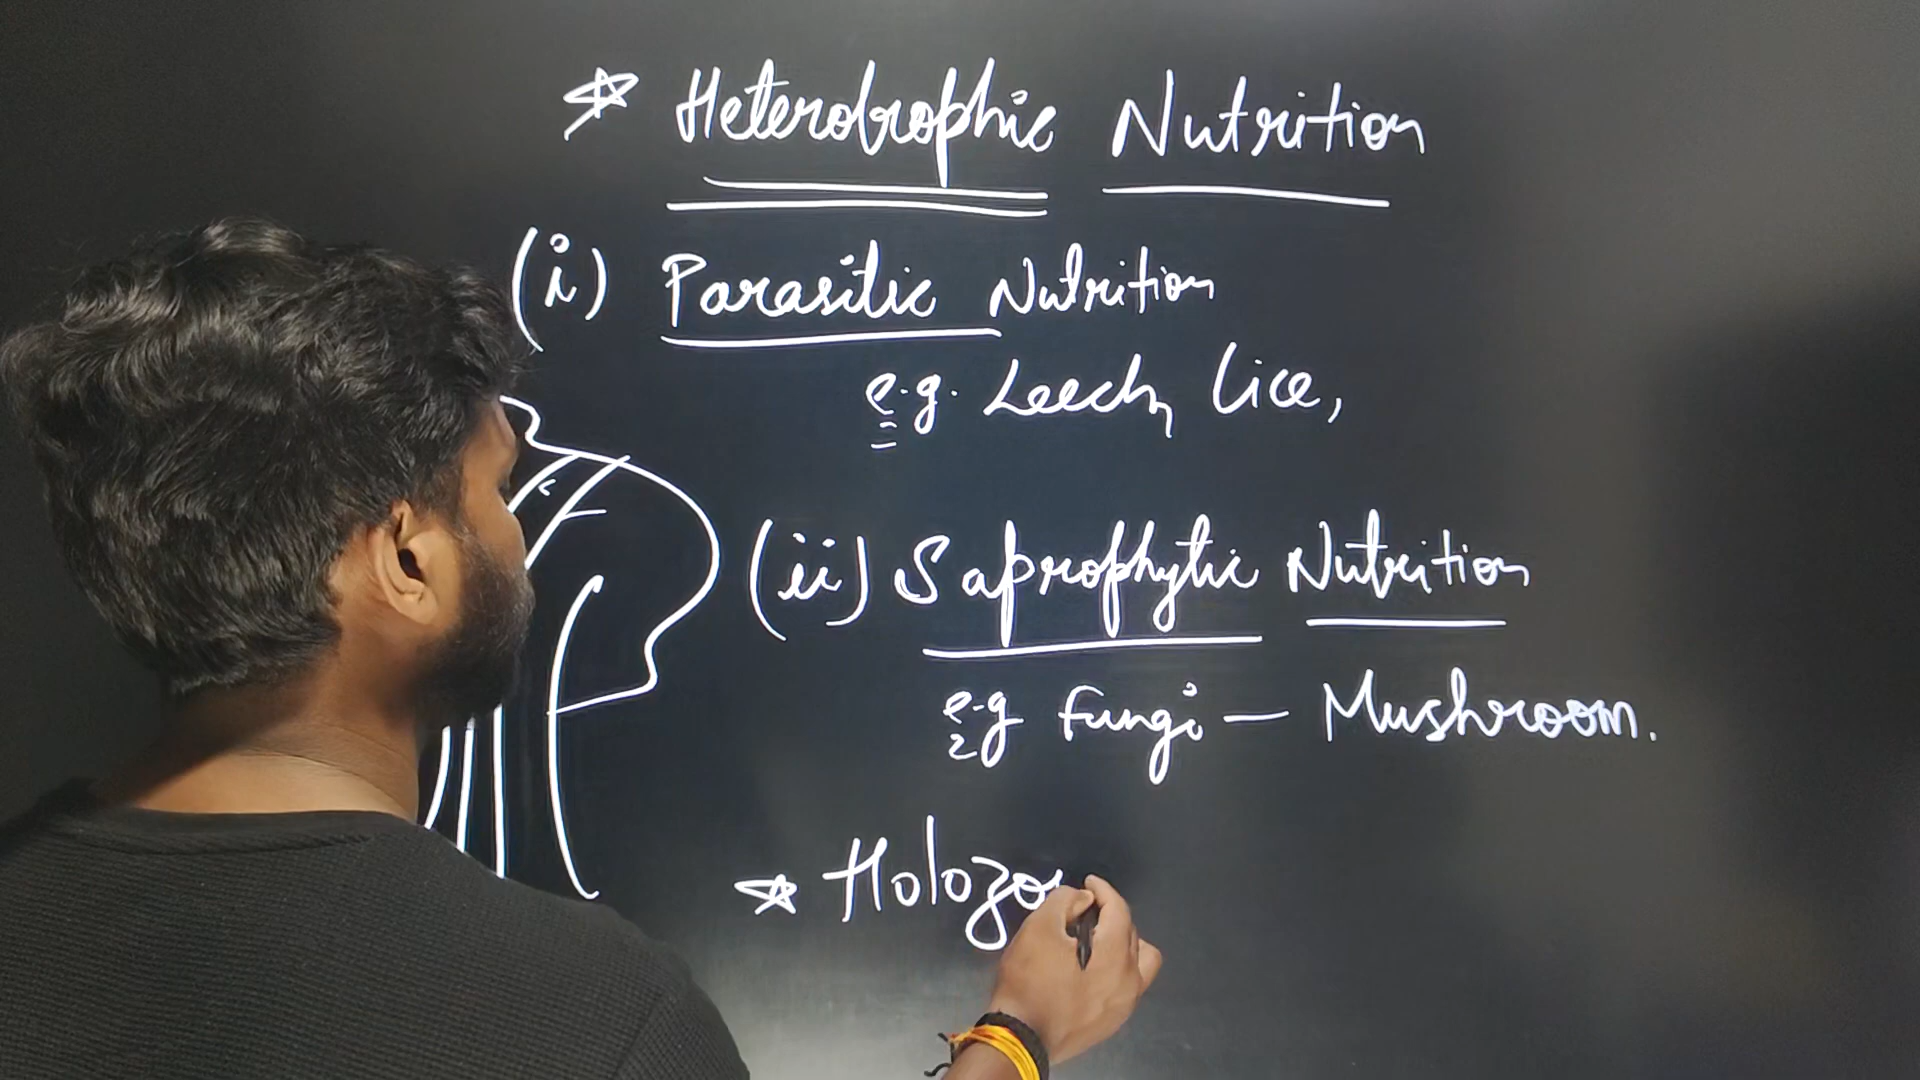 ☆ Heterotrophic Nutrition
(i) Parasitic Nutrition
e.g. Leech, Lice,
(ii) Saprophytic Nutrition
e.g Fungi — Mushroom.
☆ Holozo